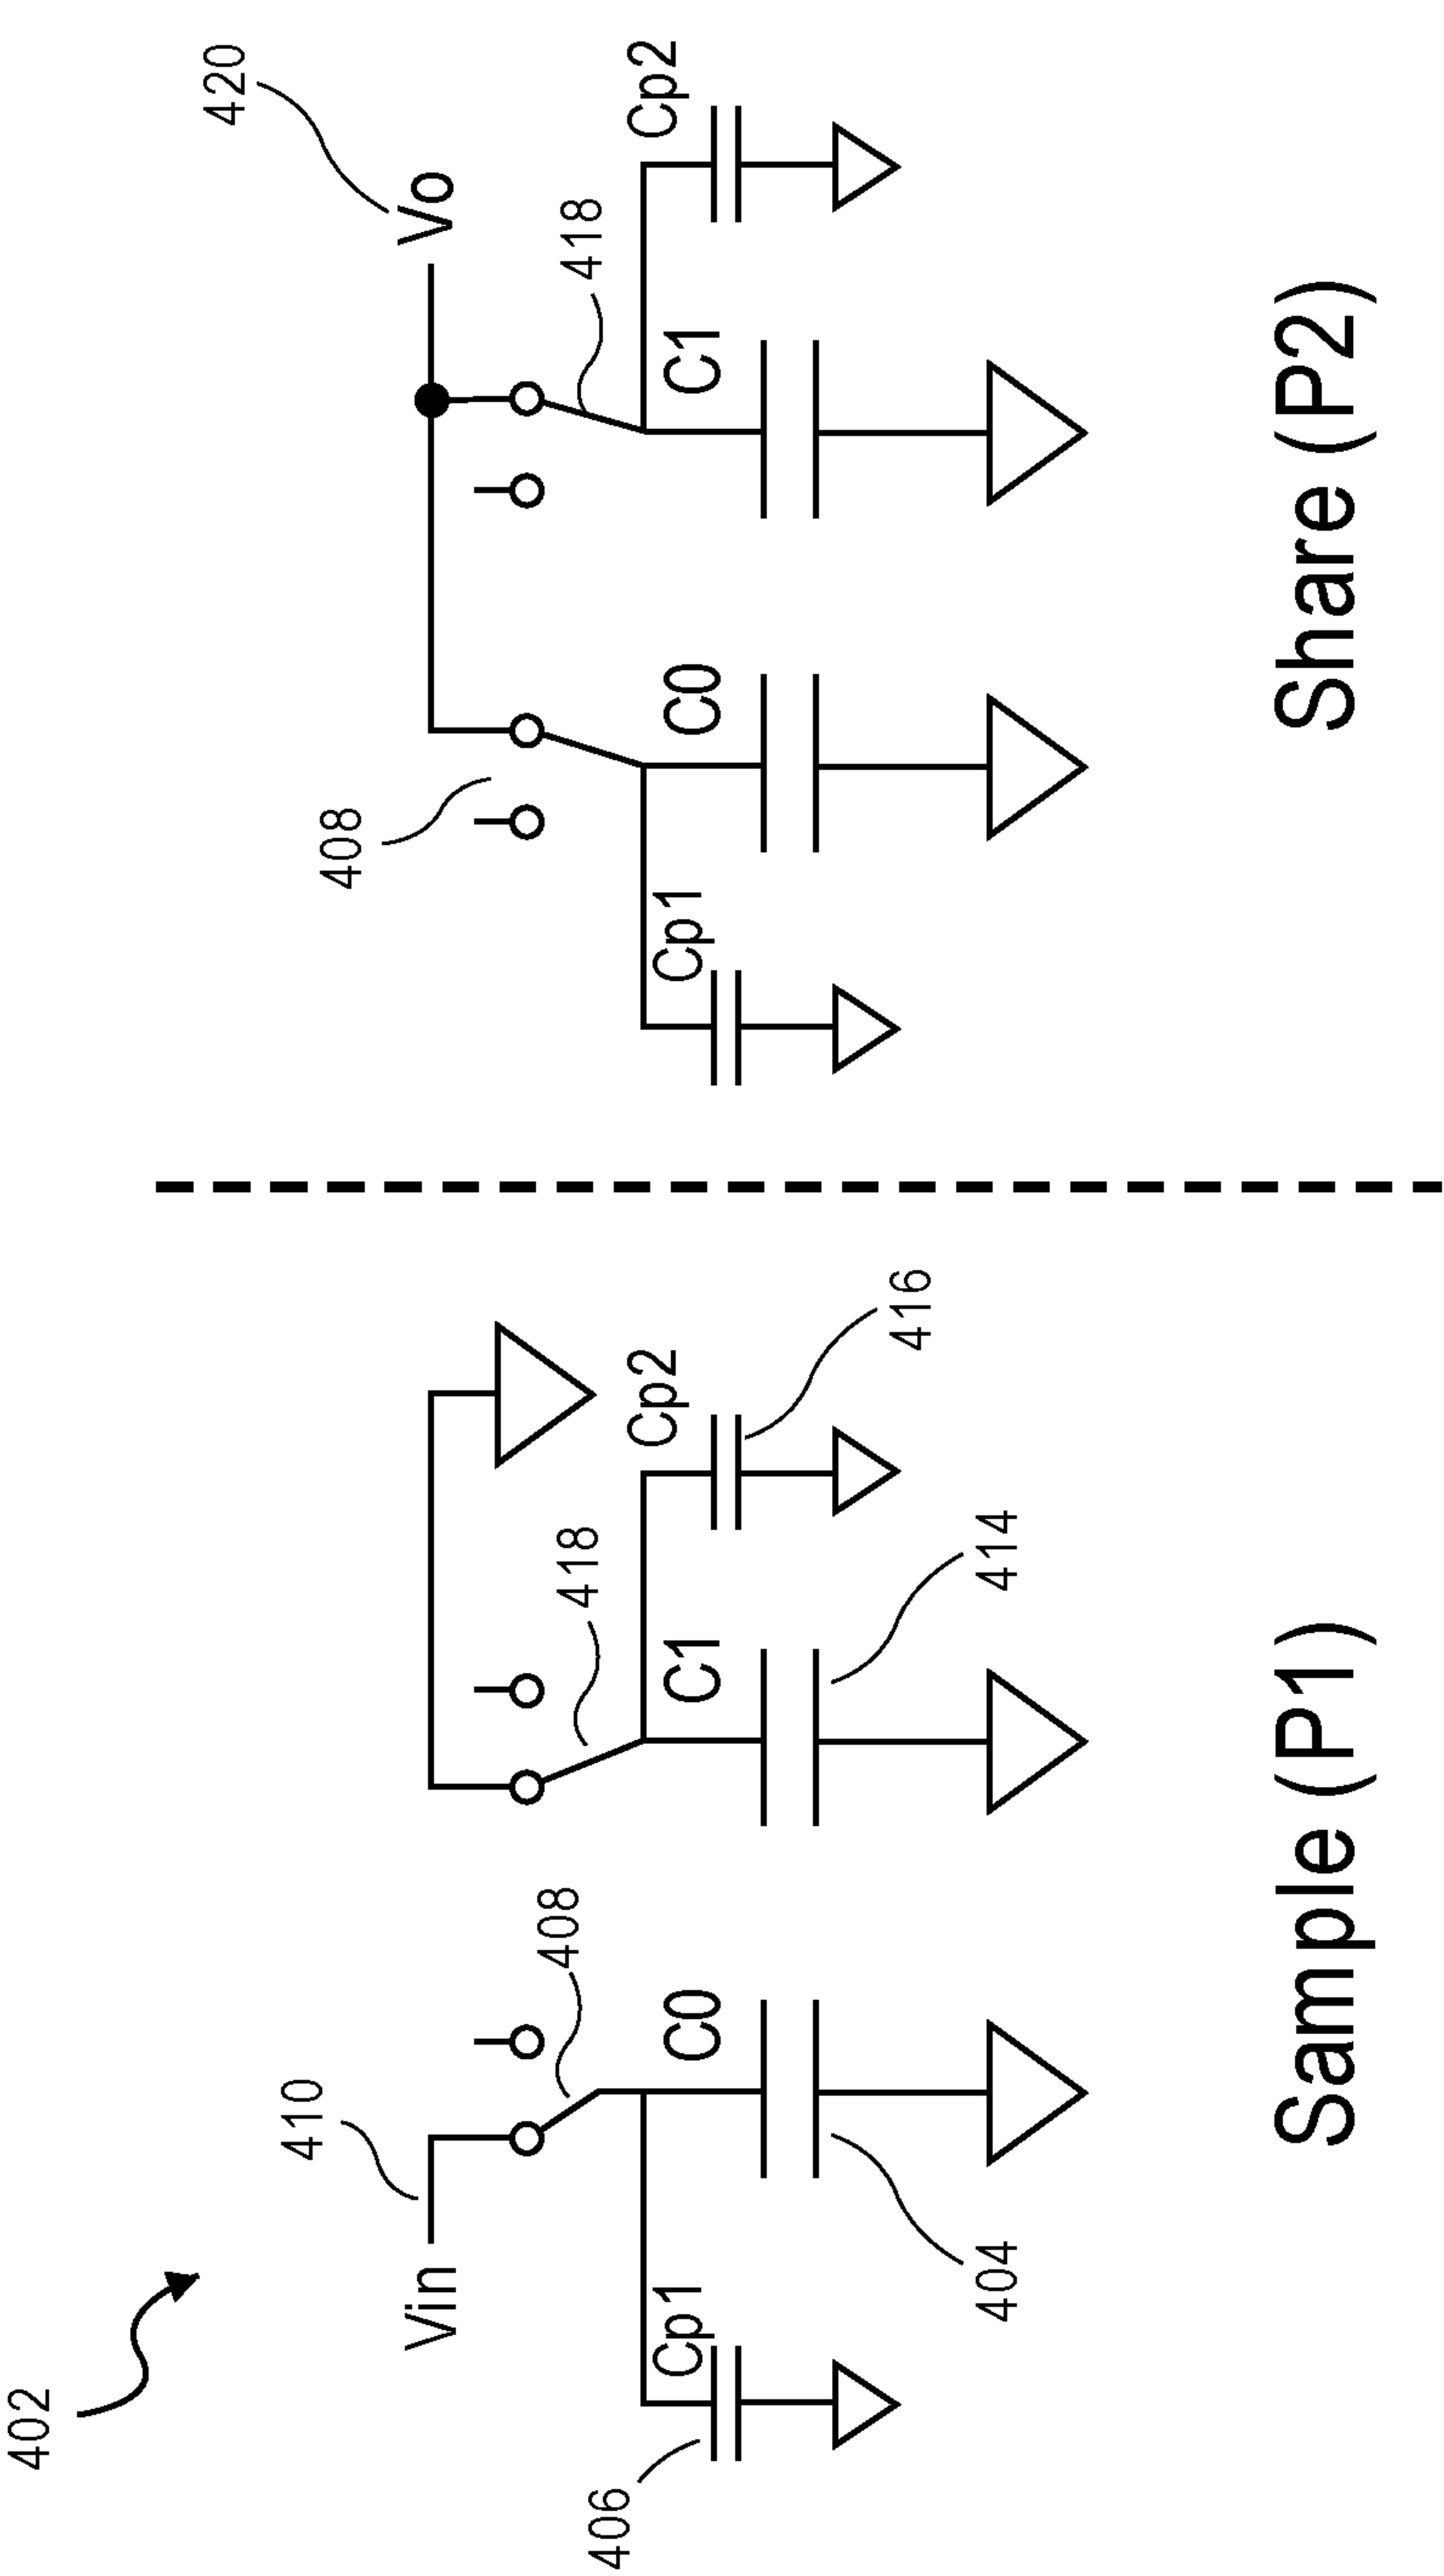 402
410
Vin
408
418
Cp1
C0
C1
Cp2
406
404
414
416
Sample (P1)
420
Vo
408
418
Cp1
C0
C1
Cp2
Share (P2)